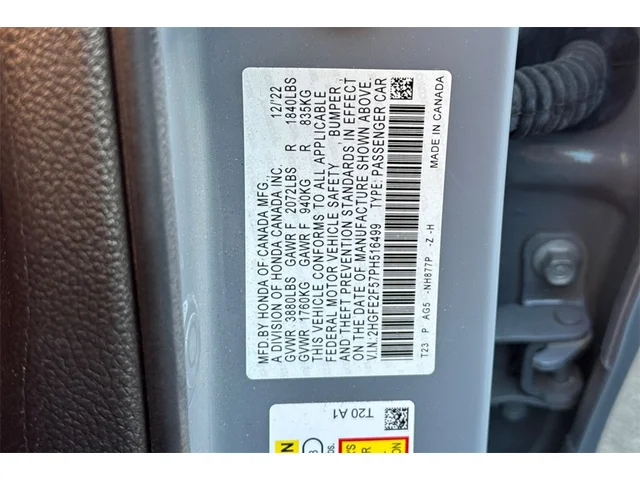 MFD.BY HONDA OF CANADA MFG. 12/'22
A DIVISION OF HONDA CANADA INC.
GVWR 3880LBS GAWR F 2072LBS R 1840LBS
GVWR 1760KG GAWR F 940KG R 835KG
THIS VEHICLE CONFORMS TO ALL APPLICABLE
FEDERAL MOTOR VEHICLE SAFETY BUMPER,
AND THEFT PREVENTION STANDARDS IN EFFECT
ON THE DATE OF MANUFACTURE SHOWN ABOVE.
V.I.N.: 2HGFE2F57PH516499 TYPE: PASSENGER CAR
T23 P AG5 -NH877P -Z -H MADE IN CANADA
T20 A1